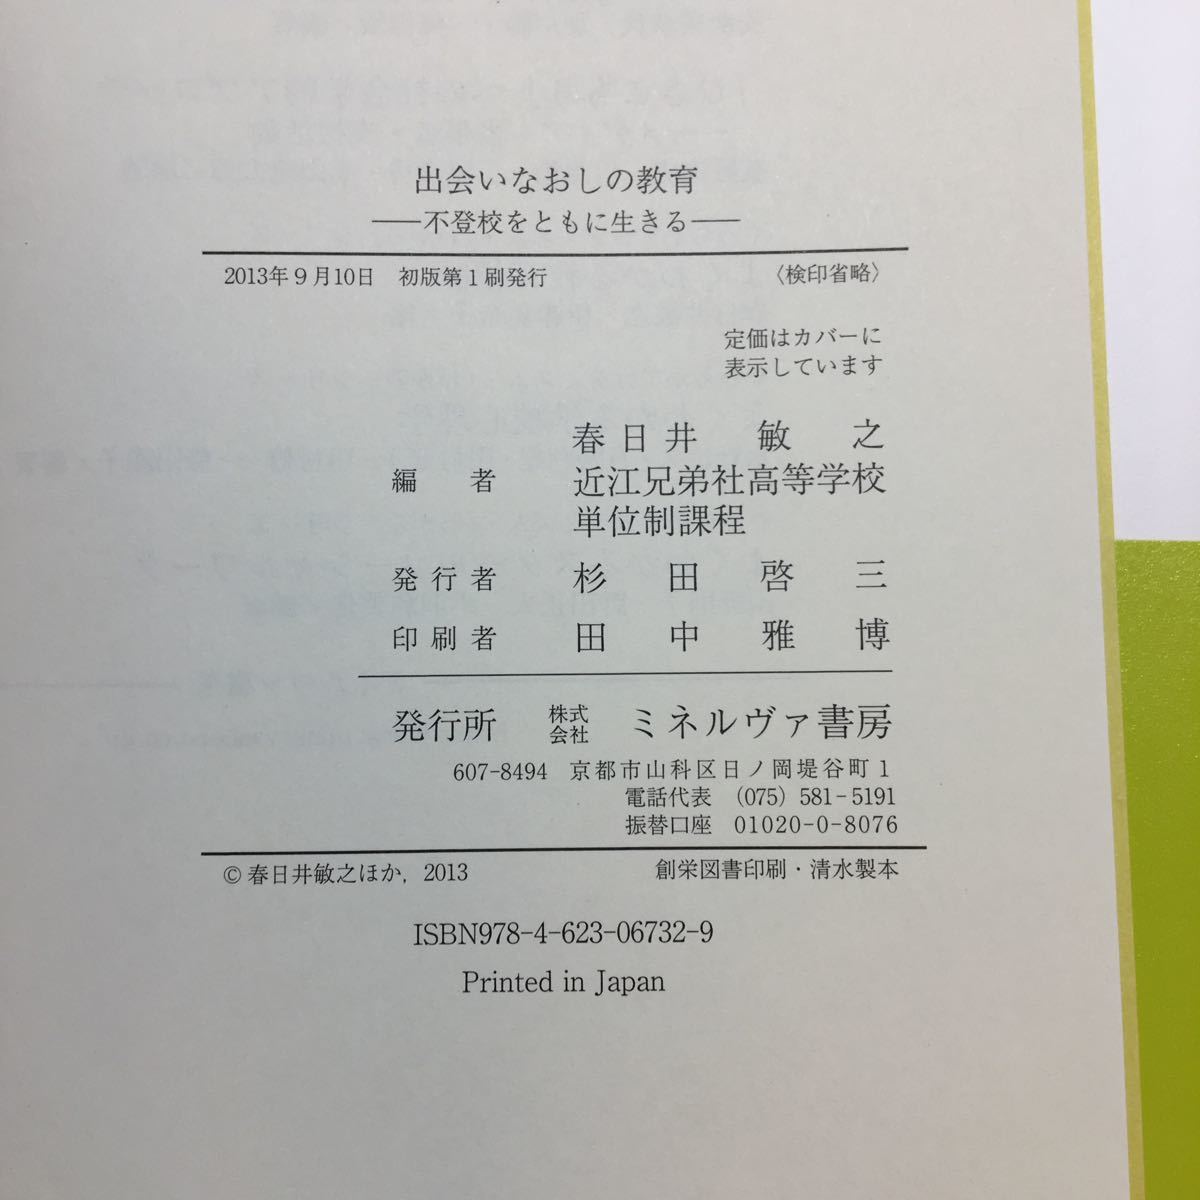 出会いなおしの教育
――不登校をともに生きる――
2013年9月10日　初版第1刷発行　〈検印省略〉
定価はカバーに
表示しています
春日井　敏之
編者　近江兄弟社高等学校
単位制課程
発行者　杉田啓三
印刷者　田中雅博
発行所　株式会社　ミネルヴァ書房
607-8494　京都市山科区日ノ岡堤谷町1
電話代表　(075) 581-5191
振替口座　01020-0-8076
©春日井敏之ほか, 2013　創栄図書印刷・清水製本
ISBN978-4-623-06732-9
Printed in Japan